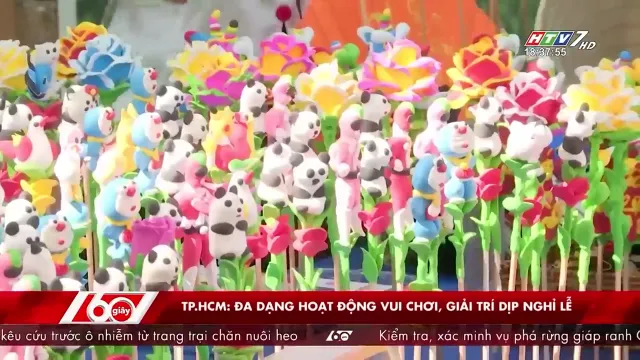 HTV7 HD
18:37:55
60 giây
TP.HCM: ĐA DẠNG HOẠT ĐỘNG VUI CHƠI, GIẢI TRÍ DỊP NGHỈ LỄ
kêu cứu trước ô nhiễm từ trang trại chăn nuôi heo 60 Kiểm tra, xác minh vụ phá rừng giáp ranh